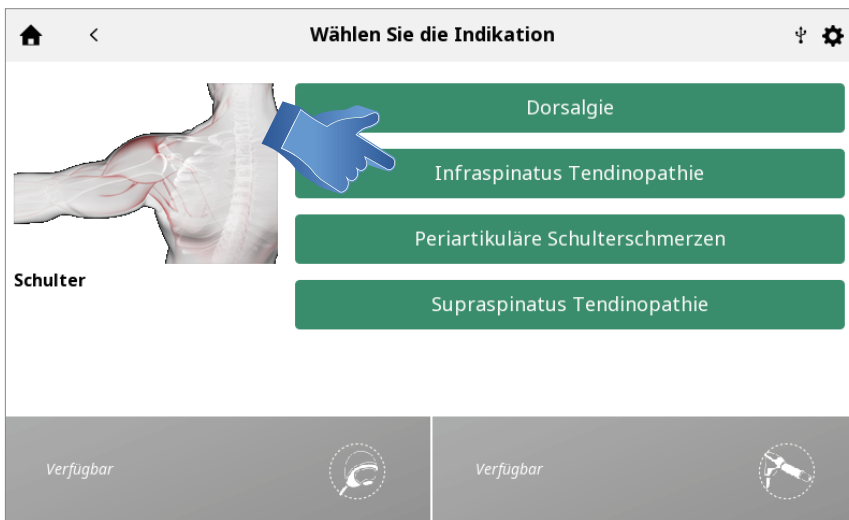 Wählen Sie die Indikation
Dorsalgie
Infraspinatus Tendinopathie
Periartikuläre Schulterschmerzen
Supraspinatus Tendinopathie
Schulter
Verfügbar
Verfügbar